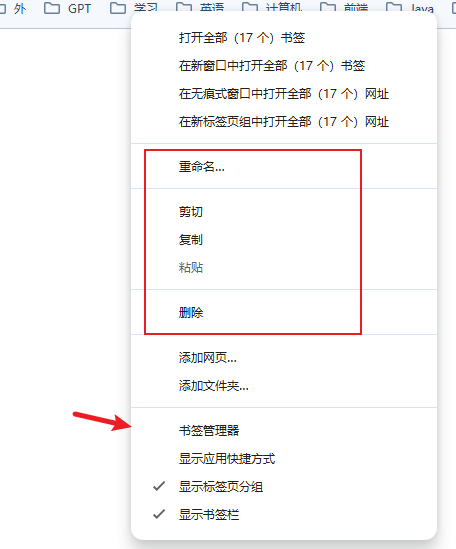 外 GPT 学习 英语 计算机 前端 Java
打开全部（17 个）书签
在新窗口中打开全部（17 个）书签
在无痕式窗口中打开全部（17 个）网址
在新标签页组中打开全部（17 个）网址
重命名...
剪切
复制
粘贴
删除
添加网页...
添加文件夹...
书签管理器
显示应用快捷方式
显示标签页分组
显示书签栏